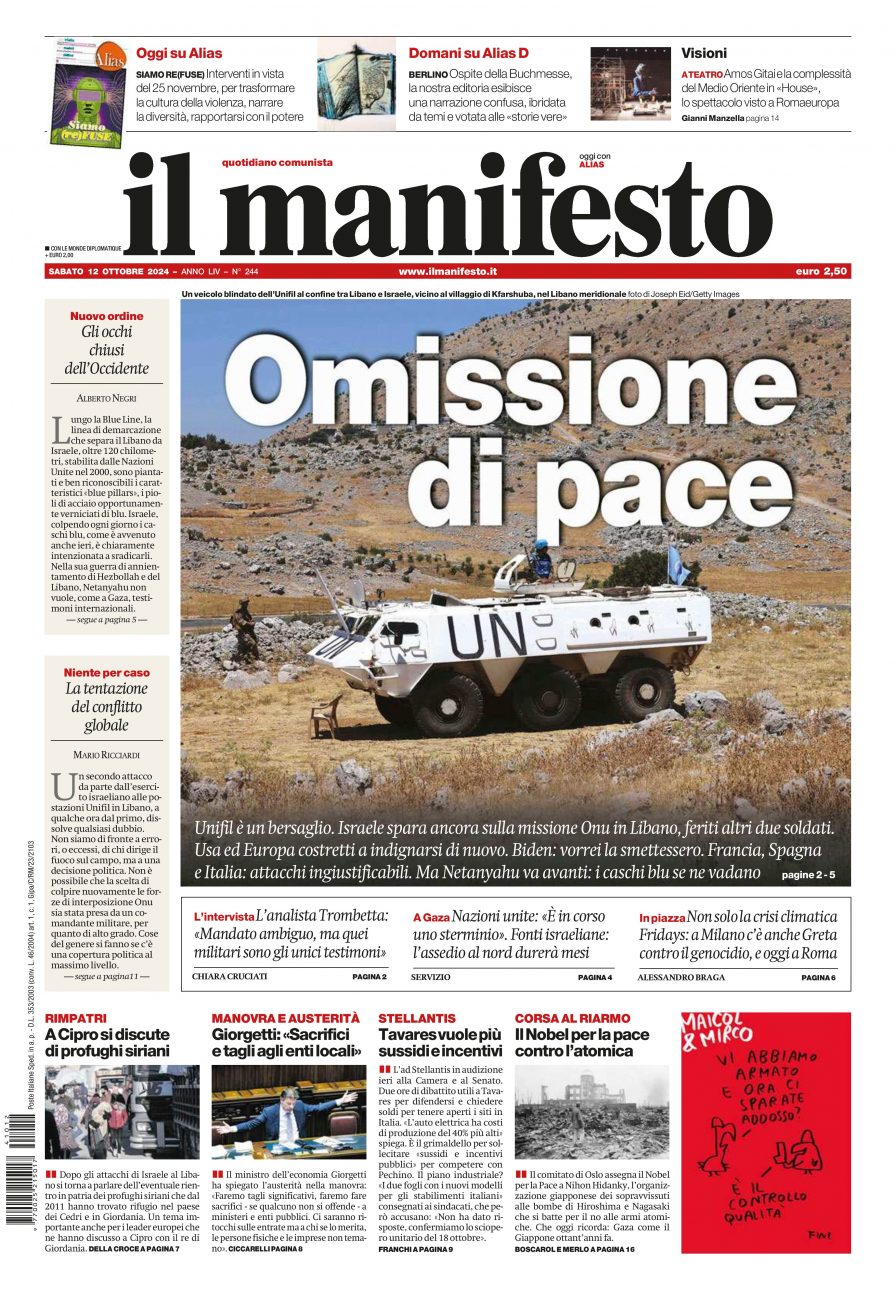 Oggi su Alias
SIAMO RE(FUSE) Interventi in vista
del 25 novembre, per trasformare
la cultura della violenza, narrare
la diversità, rapportarsi con il potere
Alias
Siamo
(re)FUSE
Domani su Alias D
BERLINO Ospite della Buchmesse,
la nostra editoria esibisce
una narrazione confusa, ibridata
da temi e votata alle «storie vere»
Visioni
A TEATRO Amos Gitai e la complessità
del Medio Oriente in «House»,
lo spettacolo visto a Romaeuropa
Gianni Manzella pagina 14
quotidiano comunista
oggi con
ALIAS
il manifesto
■ CON LE MONDE DIPLOMATIQUE
+ EURO 2,00
SABATO 12 OTTOBRE 2024 – ANNO LIV – N° 244
www.ilmanifesto.it
euro 2,50
Un veicolo blindato dell'Unifil al confine tra Libano e Israele, vicino al villaggio di Kfarshuba, nel Libano meridionale foto di Joseph Eid/Getty Images
Nuovo ordine
Gli occhi
chiusi
dell'Occidente
ALBERTO NEGRI
Lungo la Blue Line, la
linea di demarcazione
che separa il Libano da
Israele, oltre 120 chilome-
tri, stabilita dalle Nazioni
Unite nel 2000, sono pianta-
ti e ben riconoscibili i carat-
teristici «blue pillars», i pio-
li di acciaio opportunamen-
te verniciati di blu. Israele,
colpendo ogni giorno i ca-
schi blu, come è avvenuto
anche ieri, è chiaramente
intenzionata a sradicarli.
Nella sua guerra di annien-
tamento di Hezbollah e del
Libano, Netanyahu non
vuole, come a Gaza, testi-
moni internazionali.
— segue a pagina 5 —
Niente per caso
La tentazione
del conflitto
globale
MARIO RICCIARDI
Un secondo attacco
da parte dall'eserci-
to israeliano alle po-
stazioni Unifil in Libano, a
qualche ora dal primo, dis-
solve qualsiasi dubbio.
Non siamo di fronte a erro-
ri, o eccessi, di chi dirige il
fuoco sul campo, ma a una
decisione politica. Non è
possibile che la scelta di
colpire nuovamente le for-
ze di interposizione Onu
sia stata presa da un co-
mandante militare, per
quanto di alto grado. Cose
del genere si fanno se c'è
una copertura politica al
massimo livello.
— segue a pagina11 —
Omissione
di pace
UN
UN
Unifil è un bersaglio. Israele spara ancora sulla missione Onu in Libano, feriti altri due soldati.
Usa ed Europa costretti a indignarsi di nuovo. Biden: vorrei la smettessero. Francia, Spagna
e Italia: attacchi ingiustificabili. Ma Netanyahu va avanti: i caschi blu se ne vadano pagine 2 - 5
L'intervista L'analista Trombetta:
«Mandato ambiguo, ma quei
militari sono gli unici testimoni»
CHIARA CRUCIATI PAGINA 2
A Gaza Nazioni unite: «È in corso
uno sterminio». Fonti israeliane:
l'assedio al nord durerà mesi
SERVIZIO PAGINA 4
In piazza Non solo la crisi climatica
Fridays: a Milano c'è anche Greta
contro il genocidio, e oggi a Roma
ALESSANDRO BRAGA PAGINA 6
RIMPATRI
A Cipro si discute
di profughi siriani
Dopo gli attacchi di Israele al Liba-
no si torna a parlare dell'eventuale rien-
tro in patria dei profughi siriani che dal
2011 hanno trovato rifugio nel paese
dei Cedri e in Giordania. Un tema im-
portante anche per i leader europei che
ne hanno discusso a Cipro con il re di
Giordania. DELLA CROCE A PAGINA 7
MANOVRA E AUSTERITÀ
Giorgetti: «Sacrifici
e tagli agli enti locali»
Il ministro dell'economia Giorgetti
ha spiegato l'austerità nella manovra:
«Faremo tagli significativi, faremo fare
sacrifici - se qualcuno non si offende - a
ministeri e enti pubblici. Ci saranno ri-
tocchi sulle entrate ma a chi se lo merita,
le persone fisiche e le imprese non tema-
no». CICCARELLI PAGINA 8
STELLANTIS
Tavares vuole più
sussidi e incentivi
L'ad Stellantis in audizione
ieri alla Camera e al Senato.
Due ore di dibattito utili a Tava-
res per difendersi e chiedere
soldi per tenere aperti i siti in
Italia. «L'auto elettrica ha costi
di produzione del 40% più alti»
spiega. È il grimaldello per sol-
lecitare «sussidi e incentivi
pubblici» per competere con
Pechino. Il piano industriale?
«I due fogli con i nuovi modelli
per gli stabilimenti italiani»
consegnati ai sindacati, che pe-
rò accusano: «Non ha dato ri-
sposte, confermiamo lo sciope-
ro unitario del 18 ottobre».
FRANCHI A PAGINA 9
CORSA AL RIARMO
Il Nobel per la pace
contro l'atomica
Il comitato di Oslo assegna il Nobel
per la Pace a Nihon Hidanky, l'organizza-
zione giapponese dei sopravvissuti
alle bombe di Hiroshima e Nagasaki
che si batte per il no alle armi atomi-
che. Che oggi ricorda: Gaza come il
Giappone ottant'anni fa.
BOSCAROL E MERLO A PAGINA 16
MAICOL
& MIRCO
VI ABBIAMO
ARMATO
E ORA CI
SPARATE
ADDOSSO?
È IL
CONTROLLO
QUALITÀ
FINE
Poste Italiane Sped. in a. p. - D.L. 353/2003 (conv. L. 46/2004) art. 1, c. 1, Gipa/C/RM/23/2103
41012
9 770025 215017